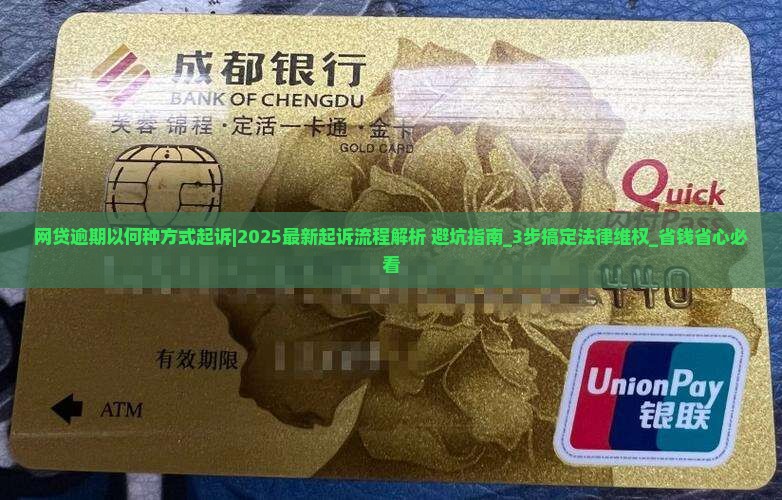 成都银行
BANK OF CHENGDU
芙蓉 锦程·定活一卡通·金卡
GOLD CARD
Quick
Pass
网贷逾期以何种方式起诉|2025最新起诉流程解析 避坑指南_3步搞定法律维权_省钱省心必
看
1440
有效期限
ATM
UnionPay
银联